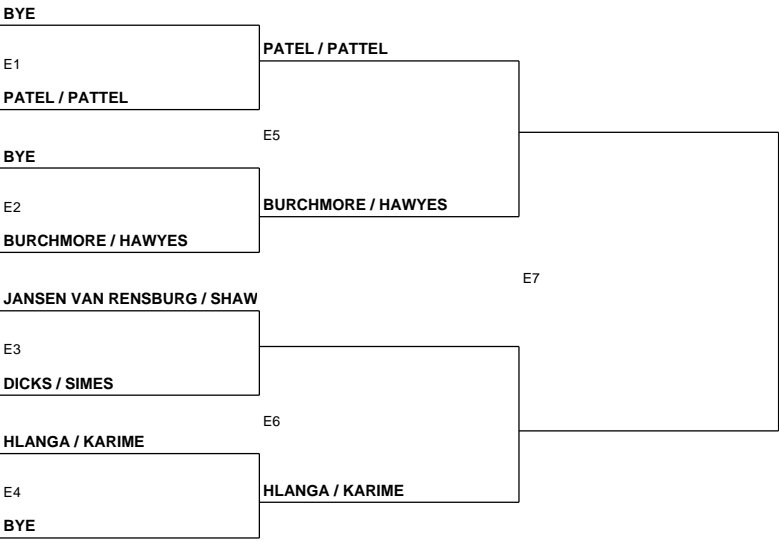 BYE
E1
PATEL / PATTEL
PATEL / PATTEL
E5
BYE
E2
BURCHMORE / HAWYES
BURCHMORE / HAWYES
E7
JANSEN VAN RENSBURG / SHAW
E3
DICKS / SIMES
E6
HLANGA / KARIME
E4
BYE
HLANGA / KARIME